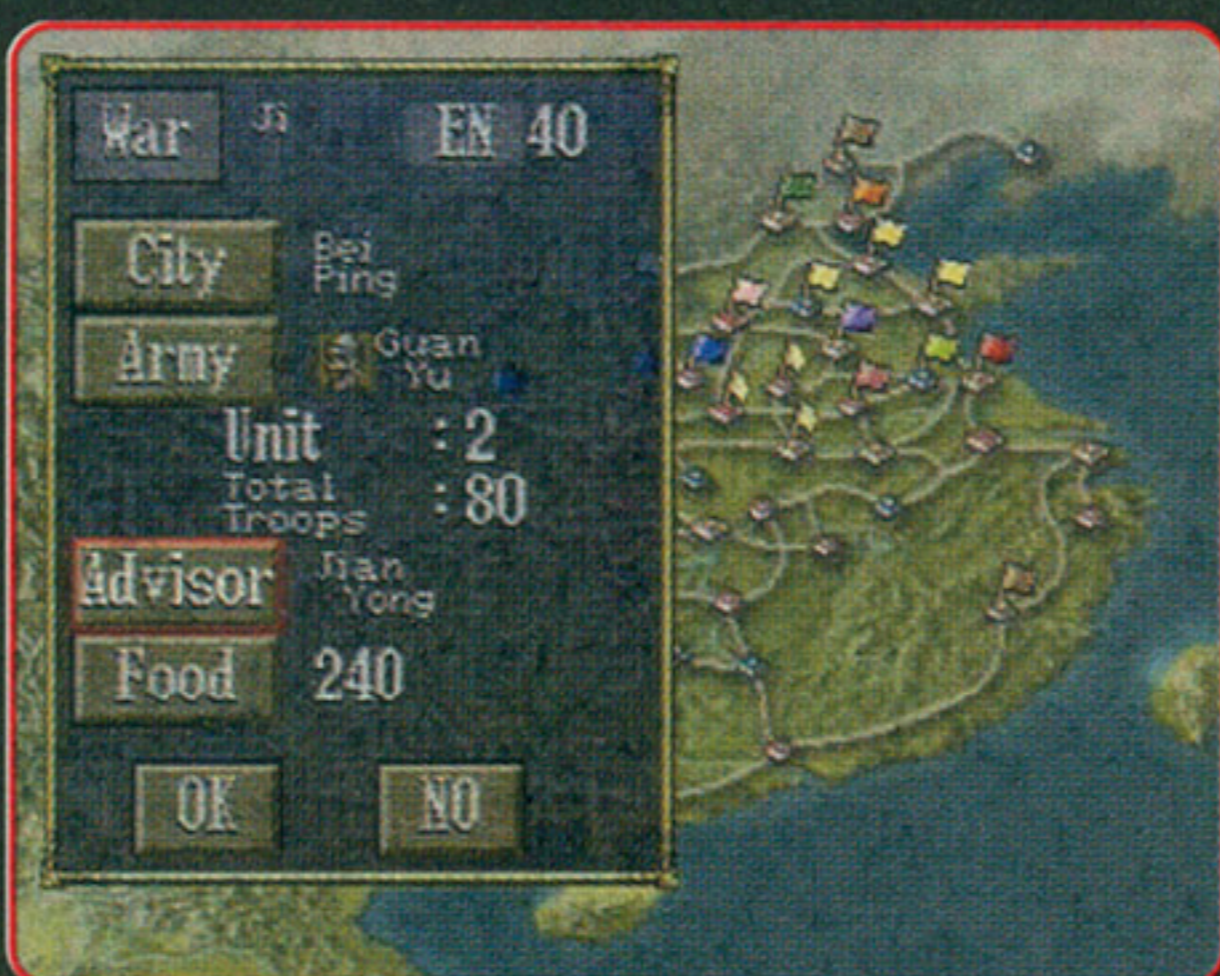 War Ji EN 40
City Bei
Ping
Army Guan
Yu
Unit :2
Total
Troops :80
Advisor Jian
Yong
Food 240
OK NO